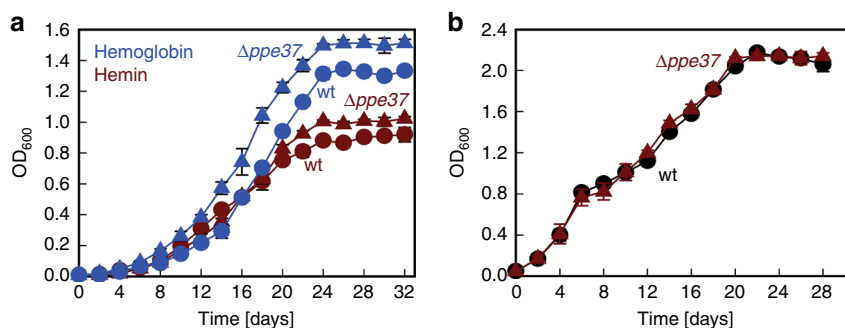 a
1.6
1.4
1.2
1.0
0.8
0.6
0.4
0.2
0.0
OD600
Hemoglobin
Hemin
Δppe37
wt
Δppe37
wt
0 4 8 12 16 20 24 28 32
Time [days]
b
2.4
2.0
1.6
1.2
0.8
0.4
0.0
OD600
Δppe37
wt
0 4 8 12 16 20 24 28
Time [days]